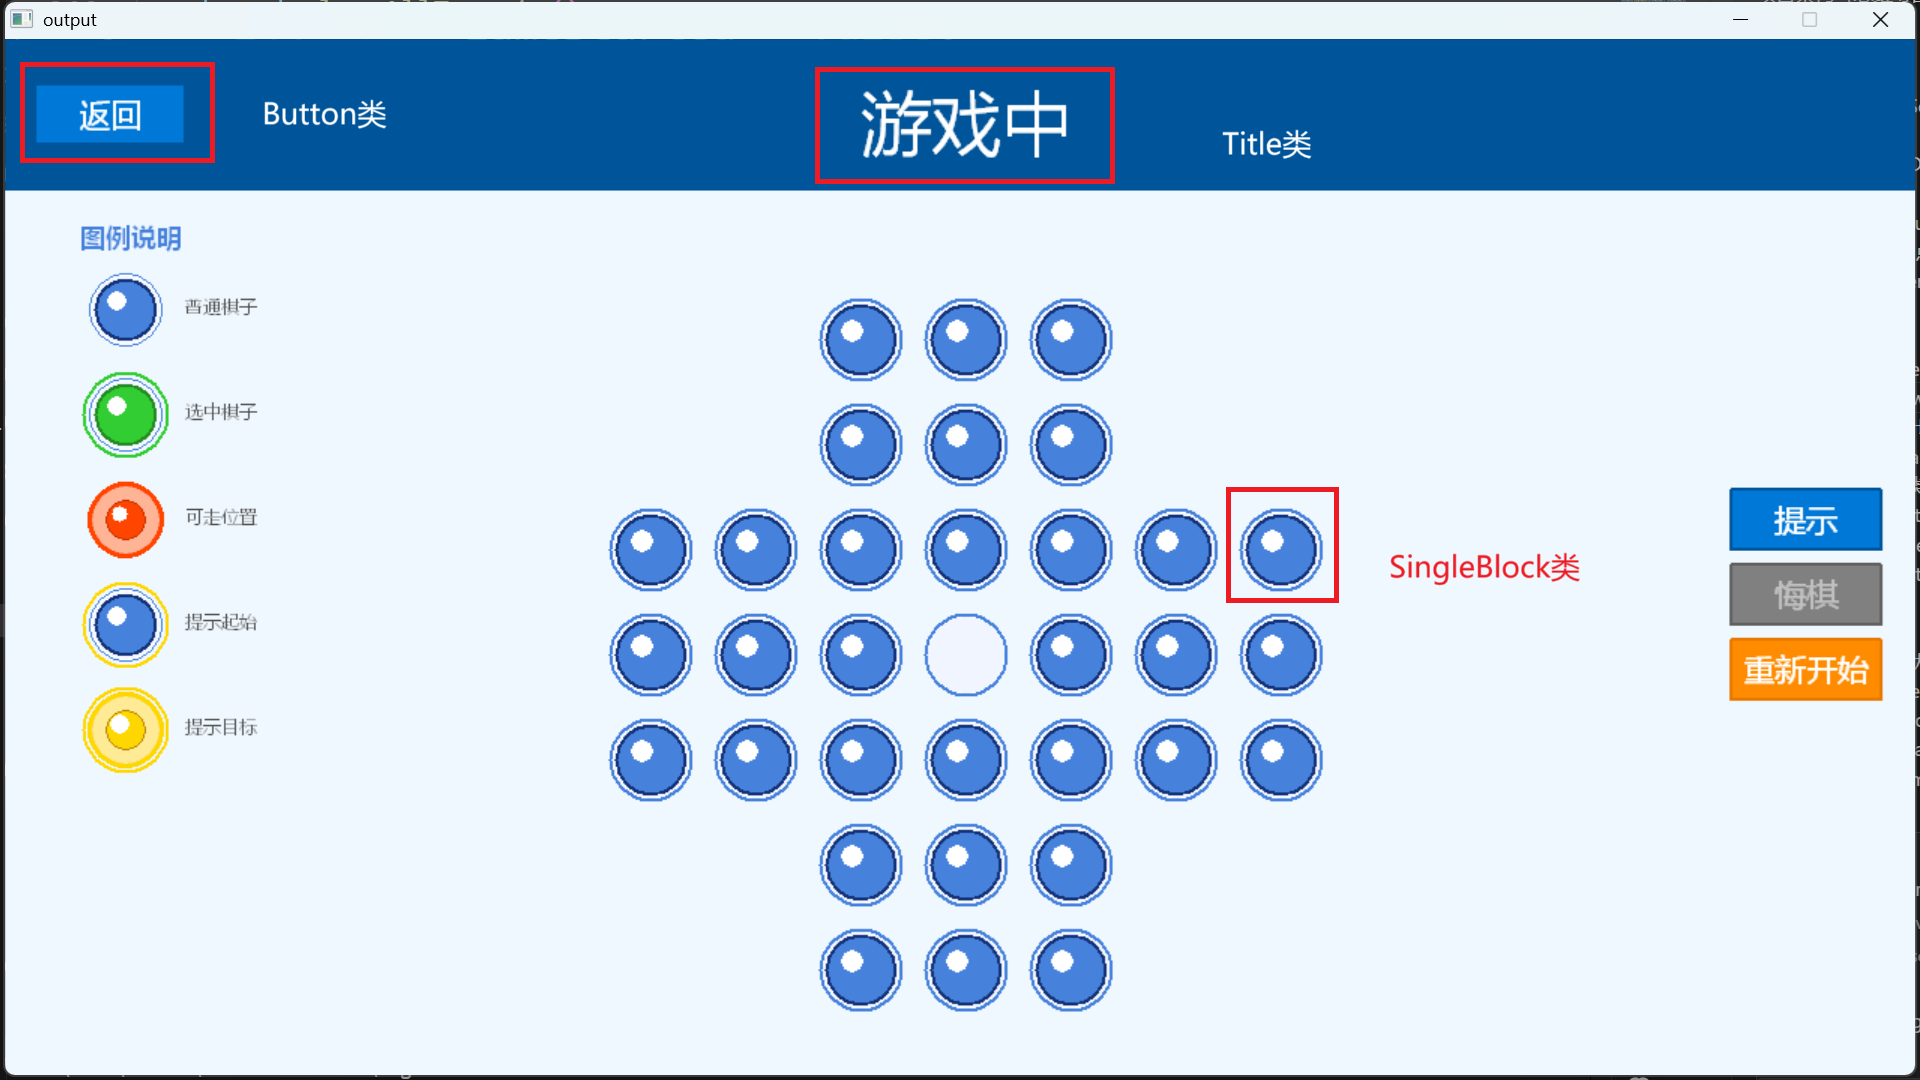 output
返回
Button类
游戏中
Title类
图例说明
普通棋子
选中棋子
可走位置
提示起始
提示目标
SingleBlock类
提示
悔棋
重新开始